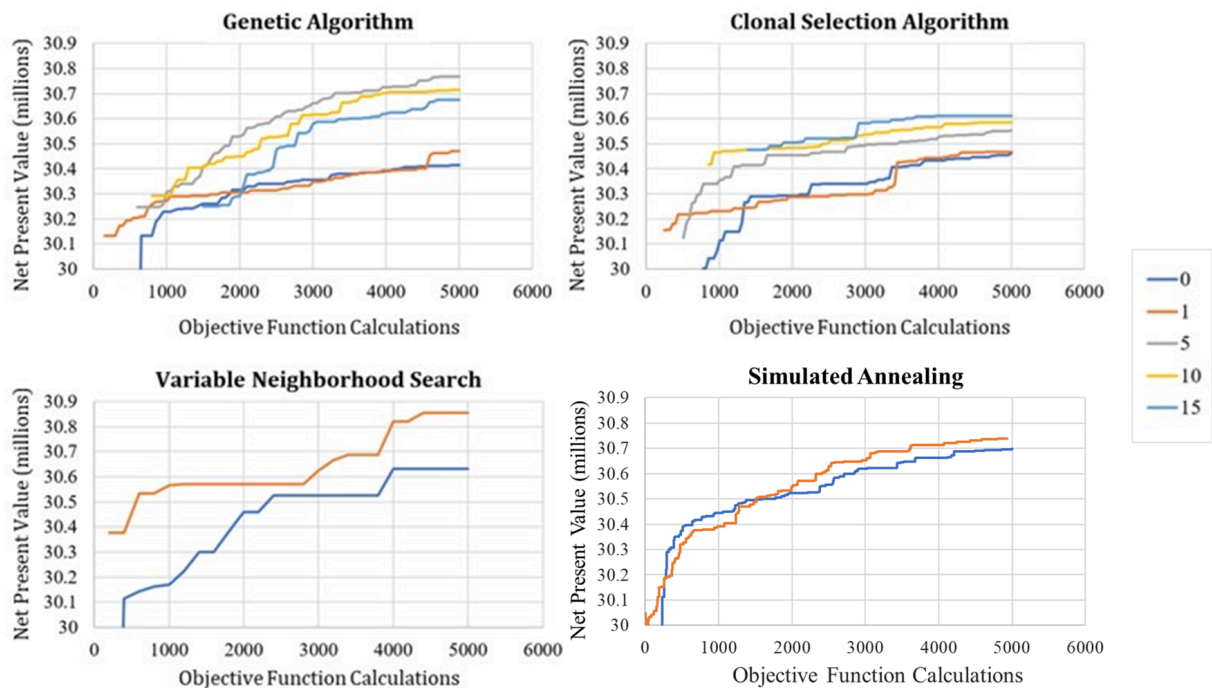 Genetic Algorithm
Net Present Value (millions)
30.9
30.8
30.7
30.6
30.5
30.4
30.3
30.2
30.1
30
0 1000 2000 3000 4000 5000 6000
Objective Function Calculations
Clonal Selection Algorithm
Net Present Value (millions)
30.9
30.8
30.7
30.6
30.5
30.4
30.3
30.2
30.1
30
0 1000 2000 3000 4000 5000 6000
Objective Function Calculations
Variable Neighborhood Search
Net Present Value (millions)
30.9
30.8
30.7
30.6
30.5
30.4
30.3
30.2
30.1
30
0 1000 2000 3000 4000 5000 6000
Objective Function Calculations
Simulated Annealing
Net Present Value (millions)
30.9
30.8
30.7
30.6
30.5
30.4
30.3
30.2
30.1
30
0 1000 2000 3000 4000 5000 6000
Objective Function Calculations
0
1
5
10
15